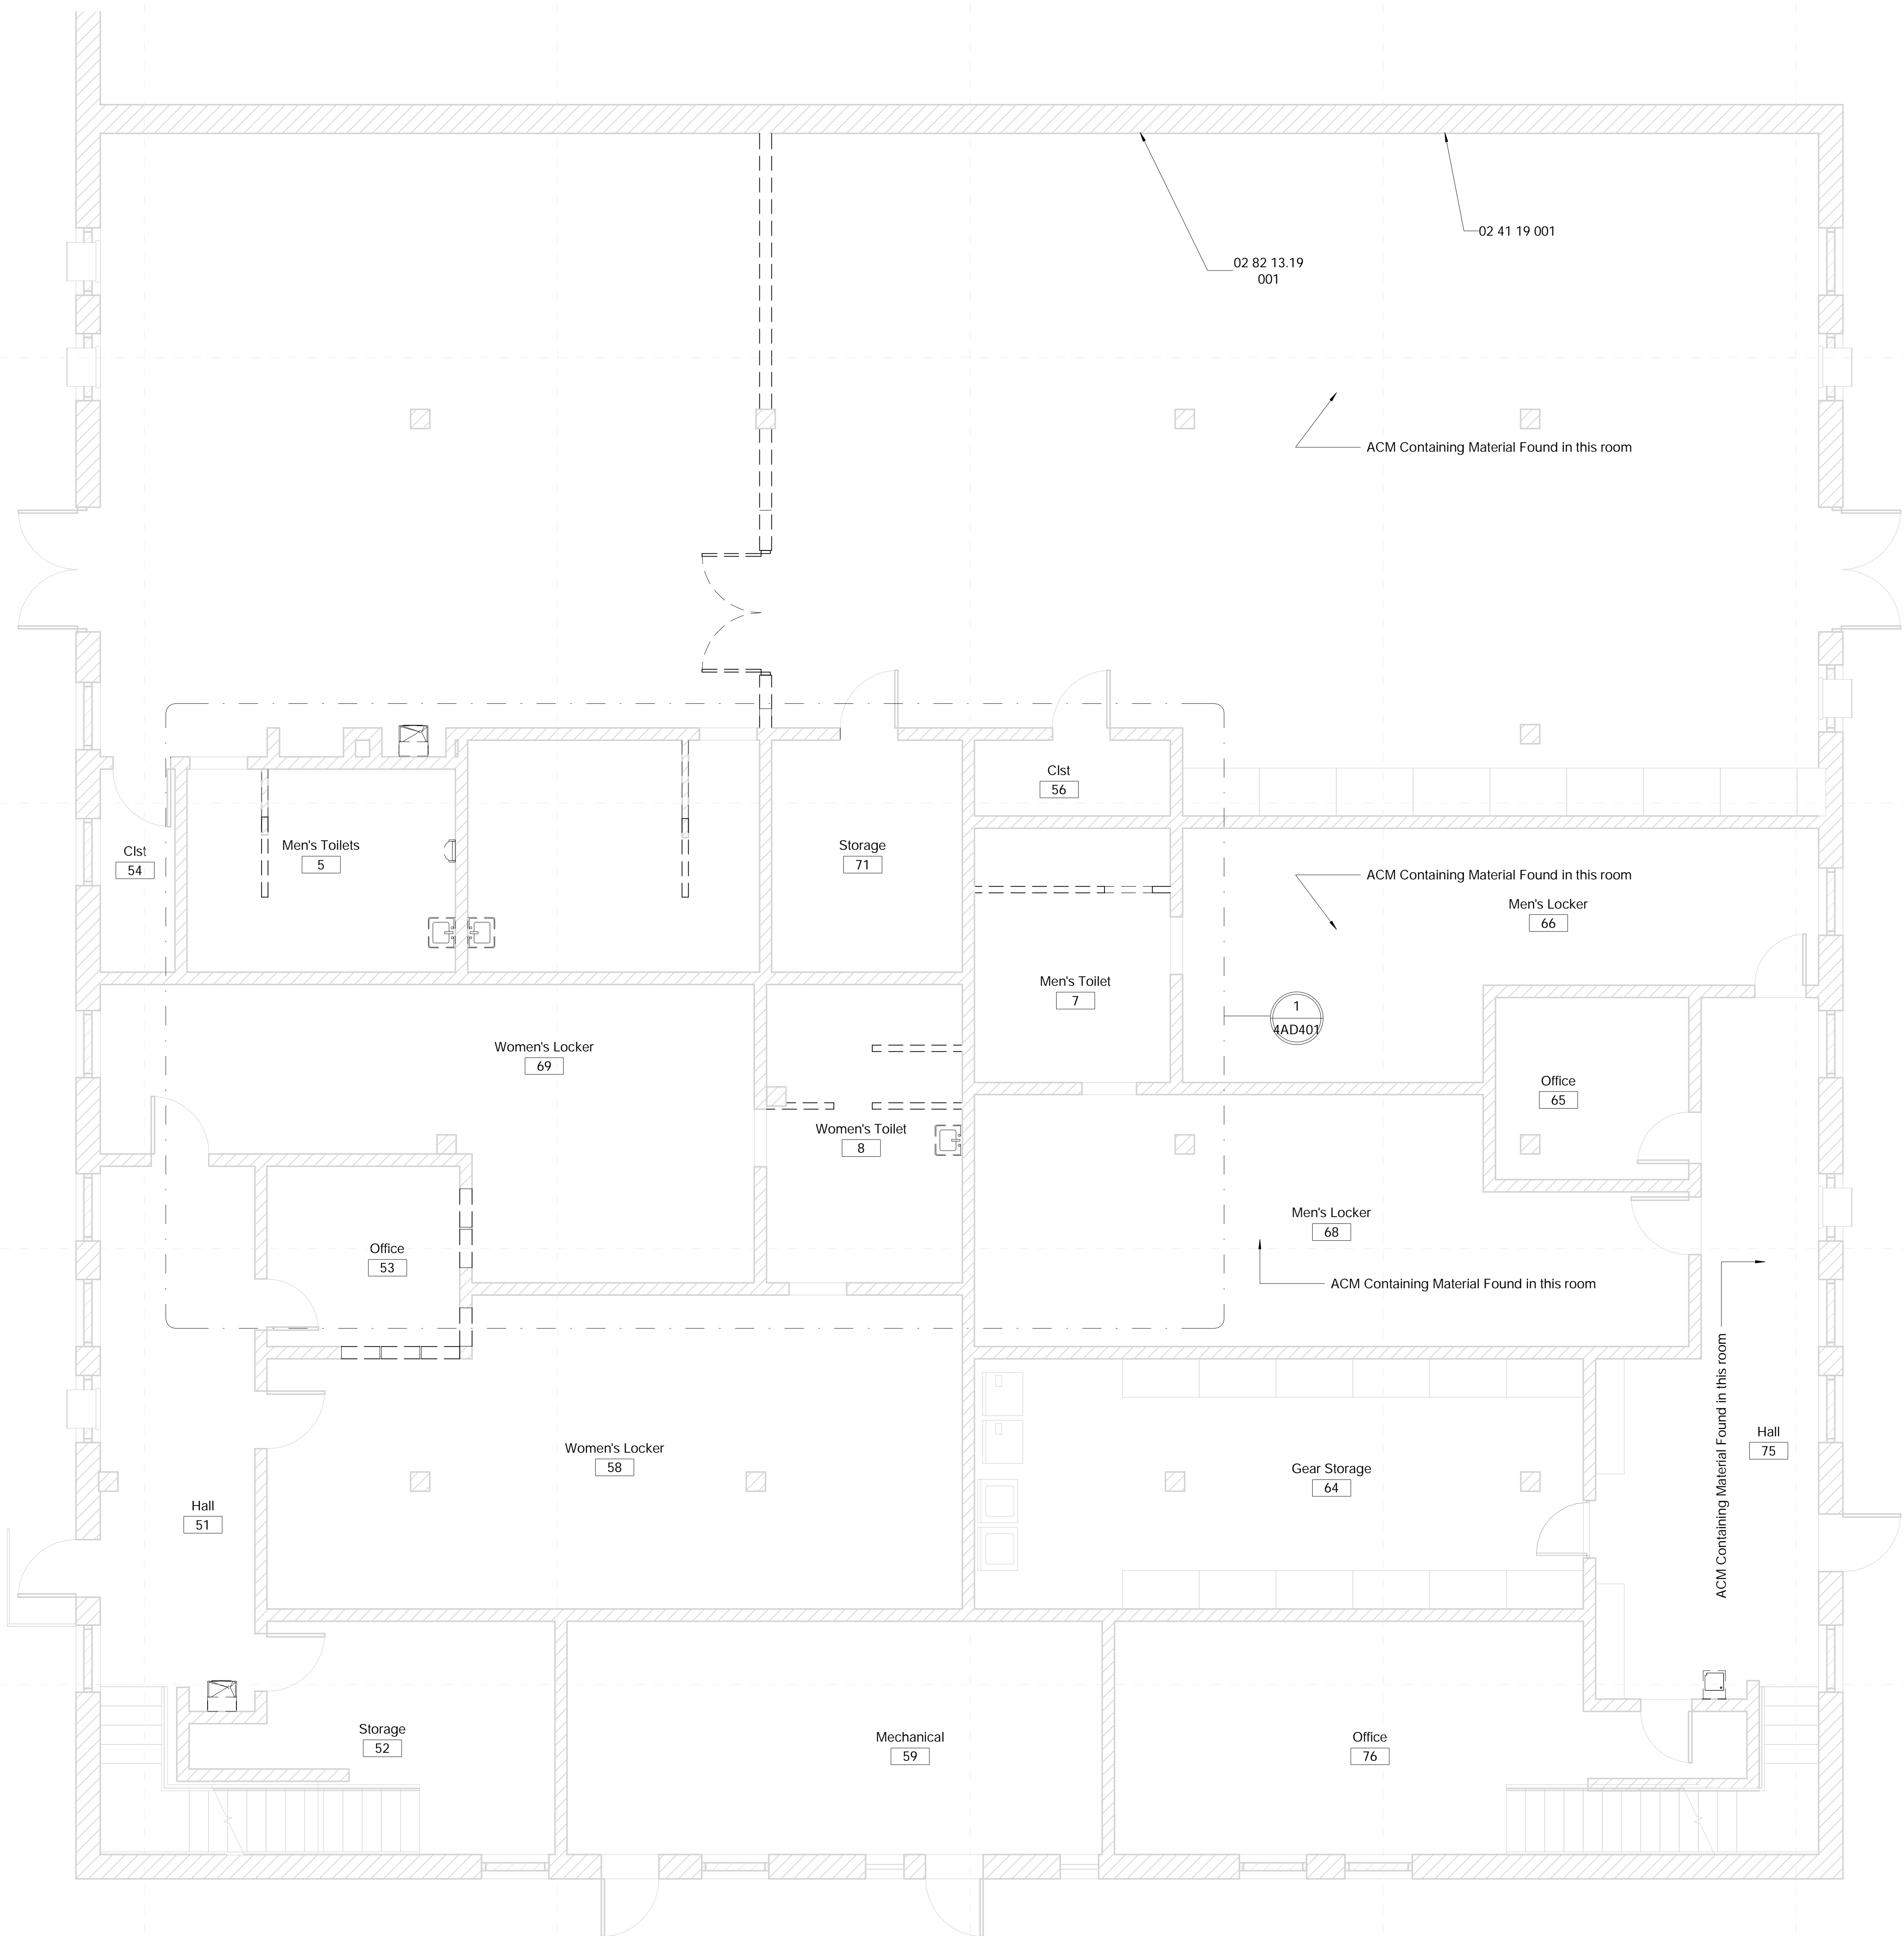 02 41 19 001
02 82 13.19
001
ACM Containing Material Found in this room
Clst
56
Men's Toilets
5
Storage
71
Clst
54
ACM Containing Material Found in this room
Men's Locker
66
Men's Toilet
7
1
4AD401
Women's Locker
69
Office
65
Women's Toilet
8
Men's Locker
68
Office
53
ACM Containing Material Found in this room
ACM Containing Material Found in this room
Hall
75
Women's Locker
58
Gear Storage
64
Hall
51
Storage
52
Mechanical
59
Office
76